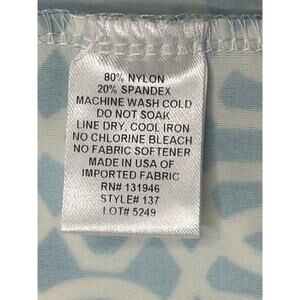 80% NYLON
20% SPANDEX
MACHINE WASH COLD
DO NOT SOAK
LINE DRY, COOL IRON
NO CHLORINE BLEACH
NO FABRIC SOFTENER
MADE IN USA OF
IMPORTED FABRIC
RN# 131946
STYLE# 137
LOT# 5249